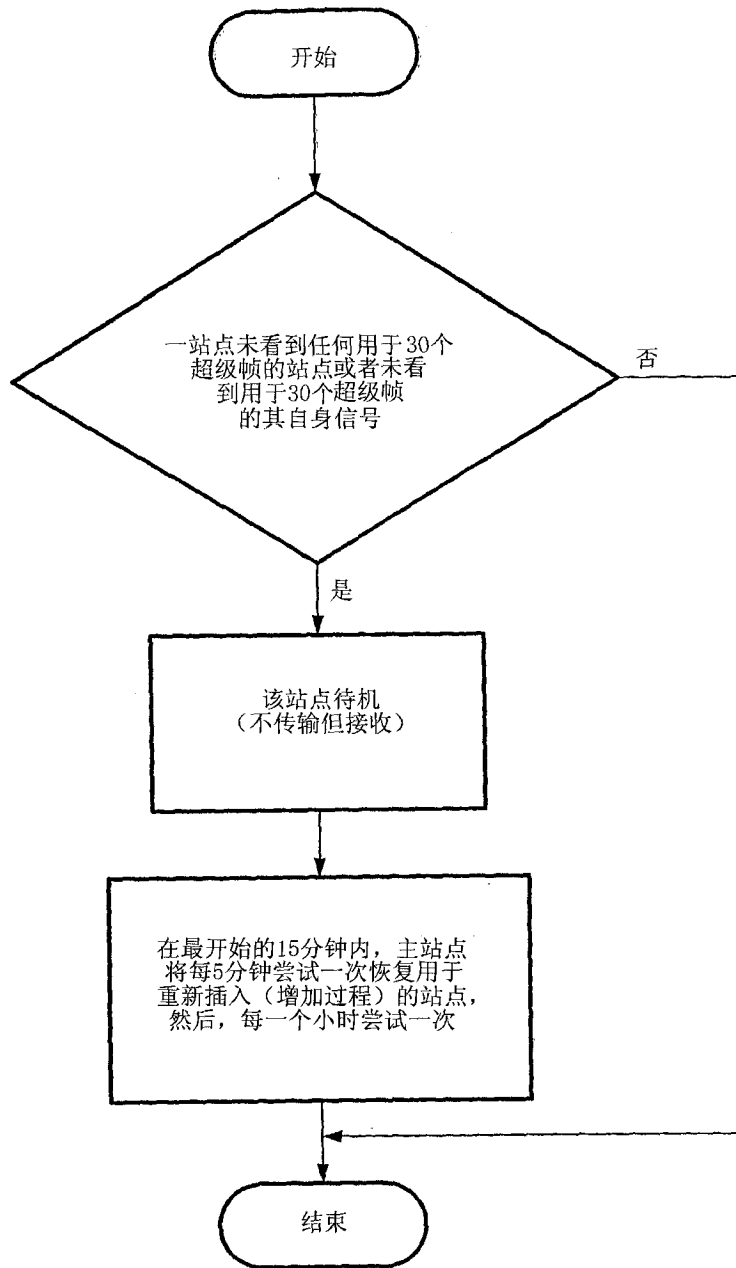 开始
一站点未看到任何用于30个
超级帧的站点或者未看
到用于30个超级帧
的其自身信号
否
是
该站点待机
（不传输但接收）
在最开始的15分钟内，主站点
将每5分钟尝试一次恢复用于
重新插入（增加过程）的站点，
然后，每一个小时尝试一次
结束